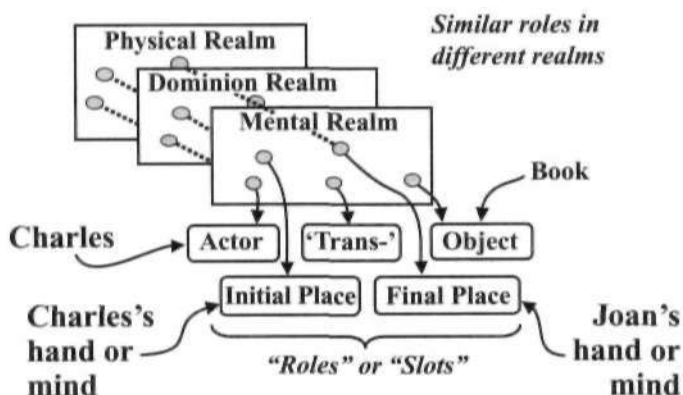 Physical Realm
Similar roles in
different realms
Dominion Realm
Mental Realm
Book
Charles
Actor
‘Trans-’
Object
Initial Place
Final Place
Charles's
hand or
mind
“Roles” or “Slots”
Joan's
hand or
mind